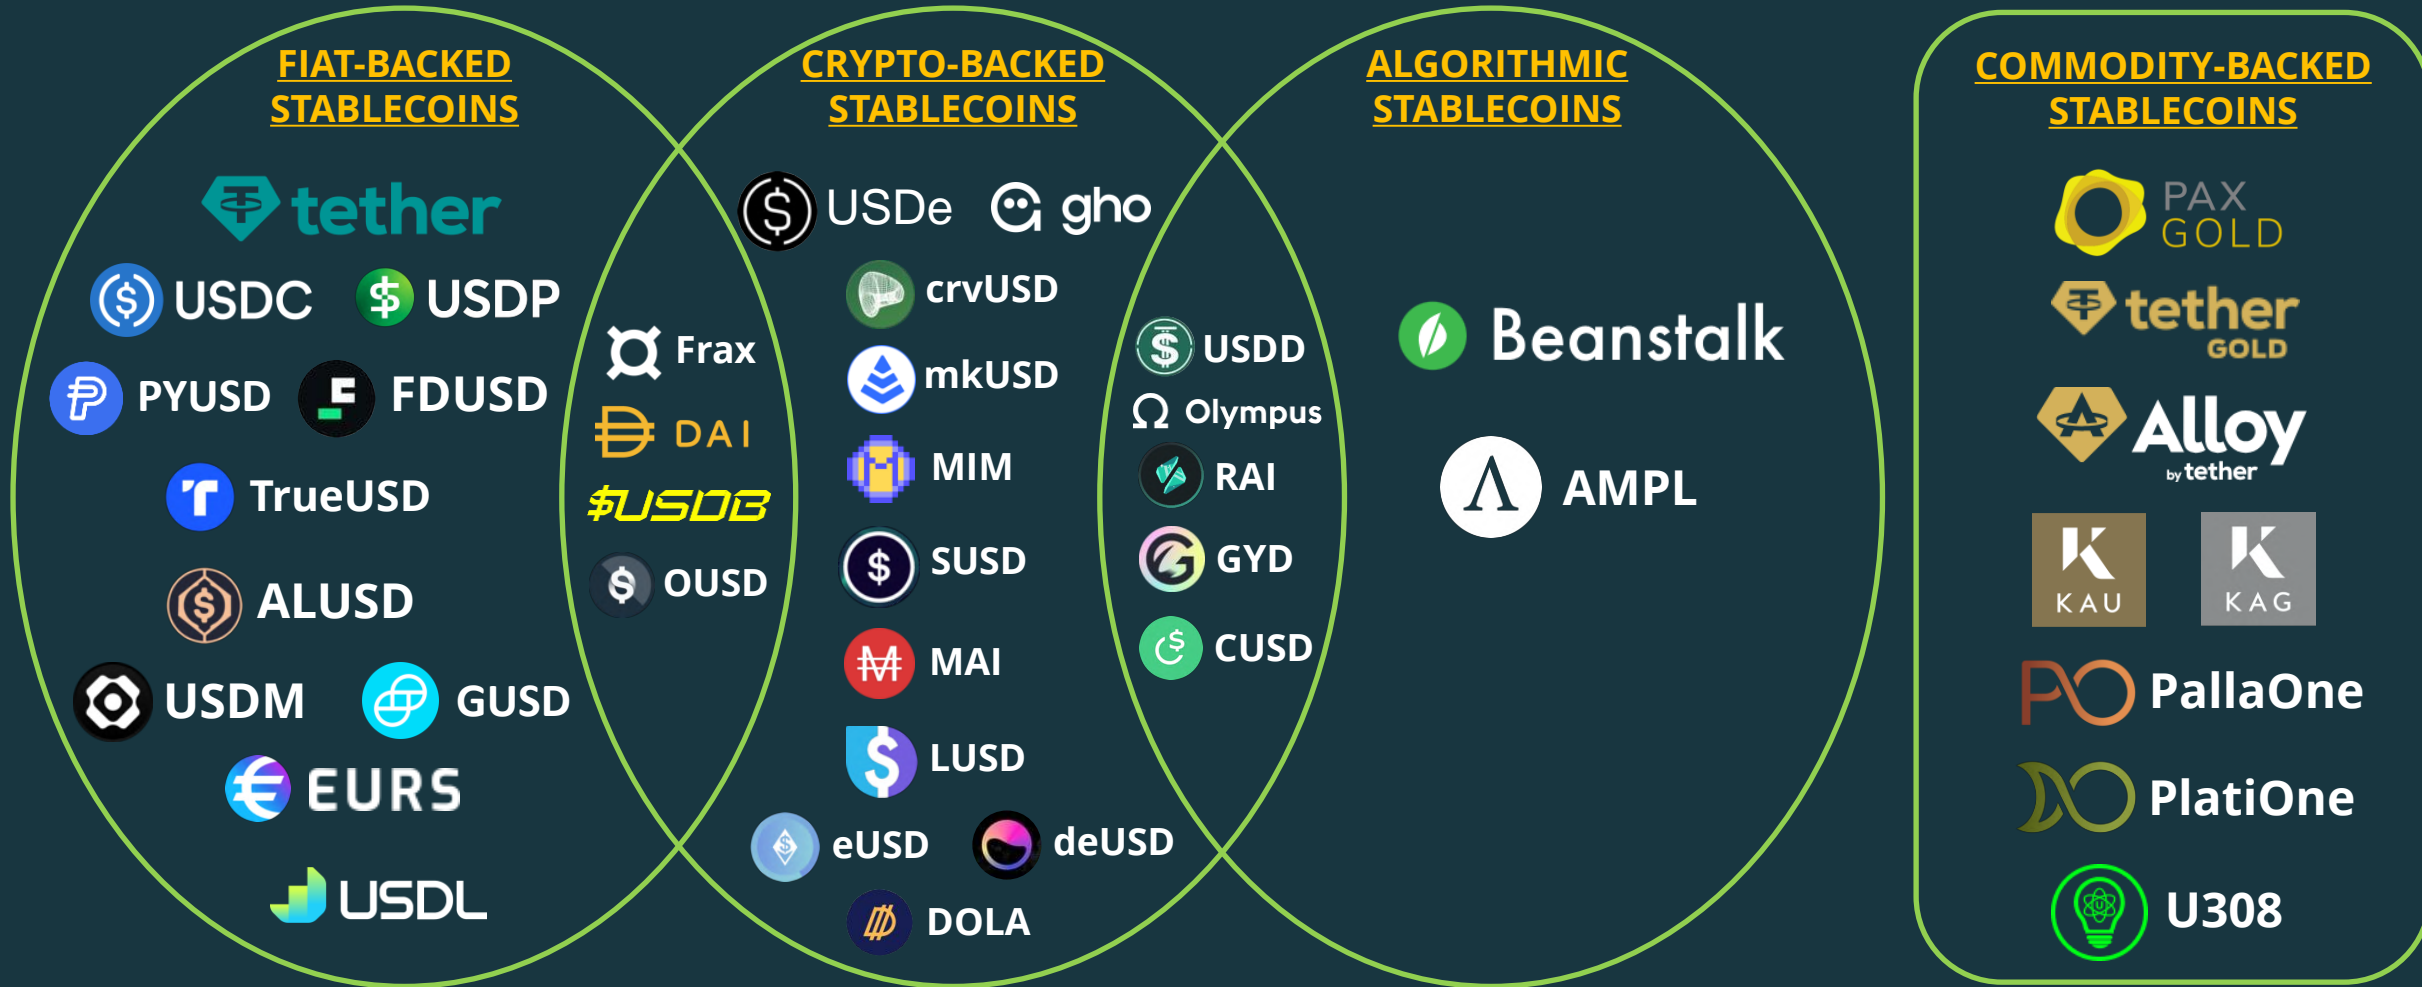 FIAT-BACKED
STABLECOINS
tether
USDC
USDP
PYUSD
FDUSD
TrueUSD
ALUSD
USDM
GUSD
EURS
USDL
Frax
DAI
$USDB
OUSD
CRYPTO-BACKED
STABLECOINS
USDe
gho
crvUSD
mkUSD
MIM
SUSD
MAI
LUSD
eUSD
deUSD
DOLA
USDD
Olympus
RAI
GYD
CUSD
ALGORITHMIC
STABLECOINS
Beanstalk
AMPL
COMMODITY-BACKED
STABLECOINS
PAX
GOLD
tether
GOLD
Alloy
by tether
KAU
KAG
PallaOne
PlatiOne
U308